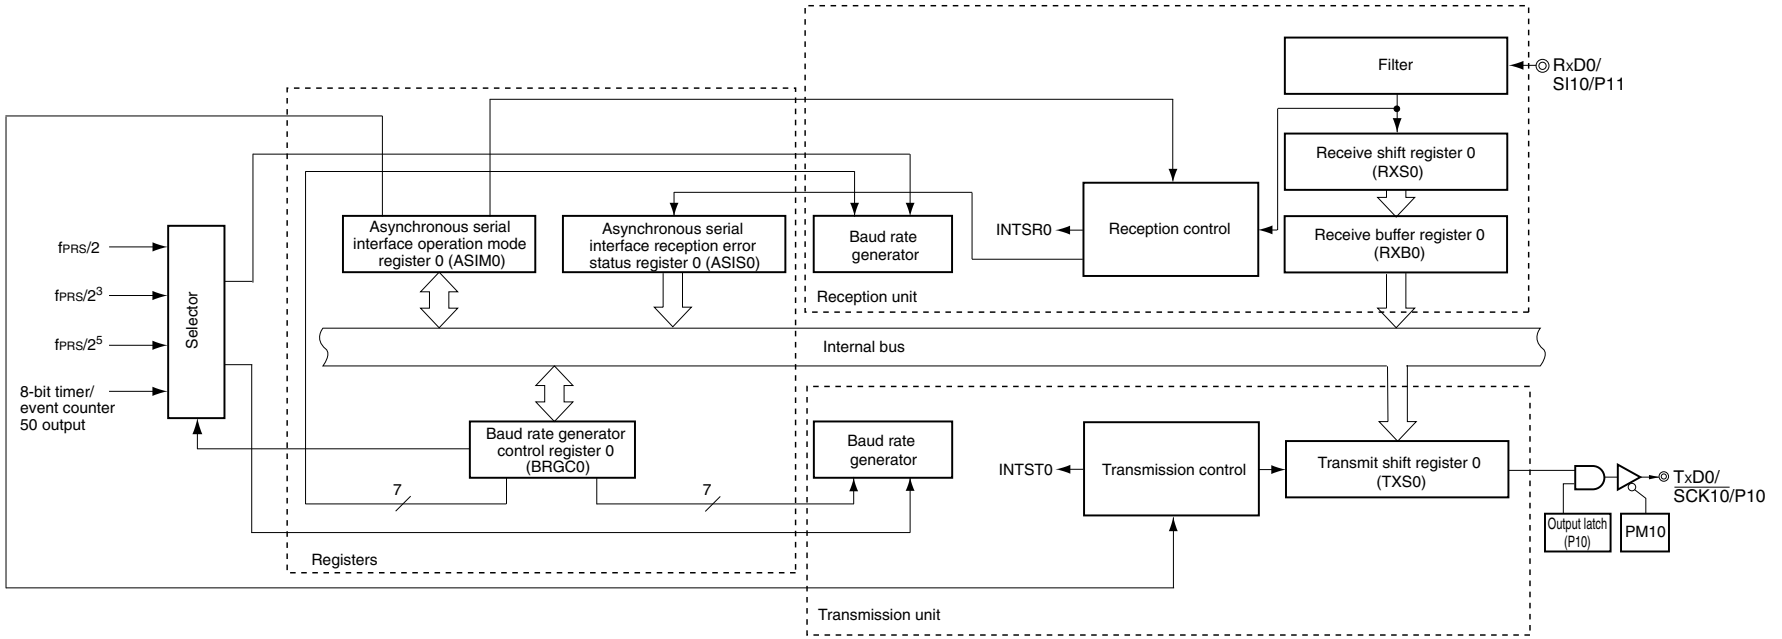 Filter
RxD0/
SI10/P11
Receive shift register 0
(RXS0)
Asynchronous serial
interface operation mode
register 0 (ASIM0)
Asynchronous serial
interface reception error
status register 0 (ASIS0)
Baud rate
generator
INTSR0
Reception control
Receive buffer register 0
(RXB0)
Reception unit
fPRS/2
fPRS/2³
fPRS/2⁵
8-bit timer/
event counter
50 output
Selector
Internal bus
Baud rate generator
control register 0
(BRGC0)
7
7
Baud rate
generator
INTST0
Transmission control
Transmit shift register 0
(TXS0)
TxD0/
SCK10/P10
Output latch
(P10)
PM10
Registers
Transmission unit